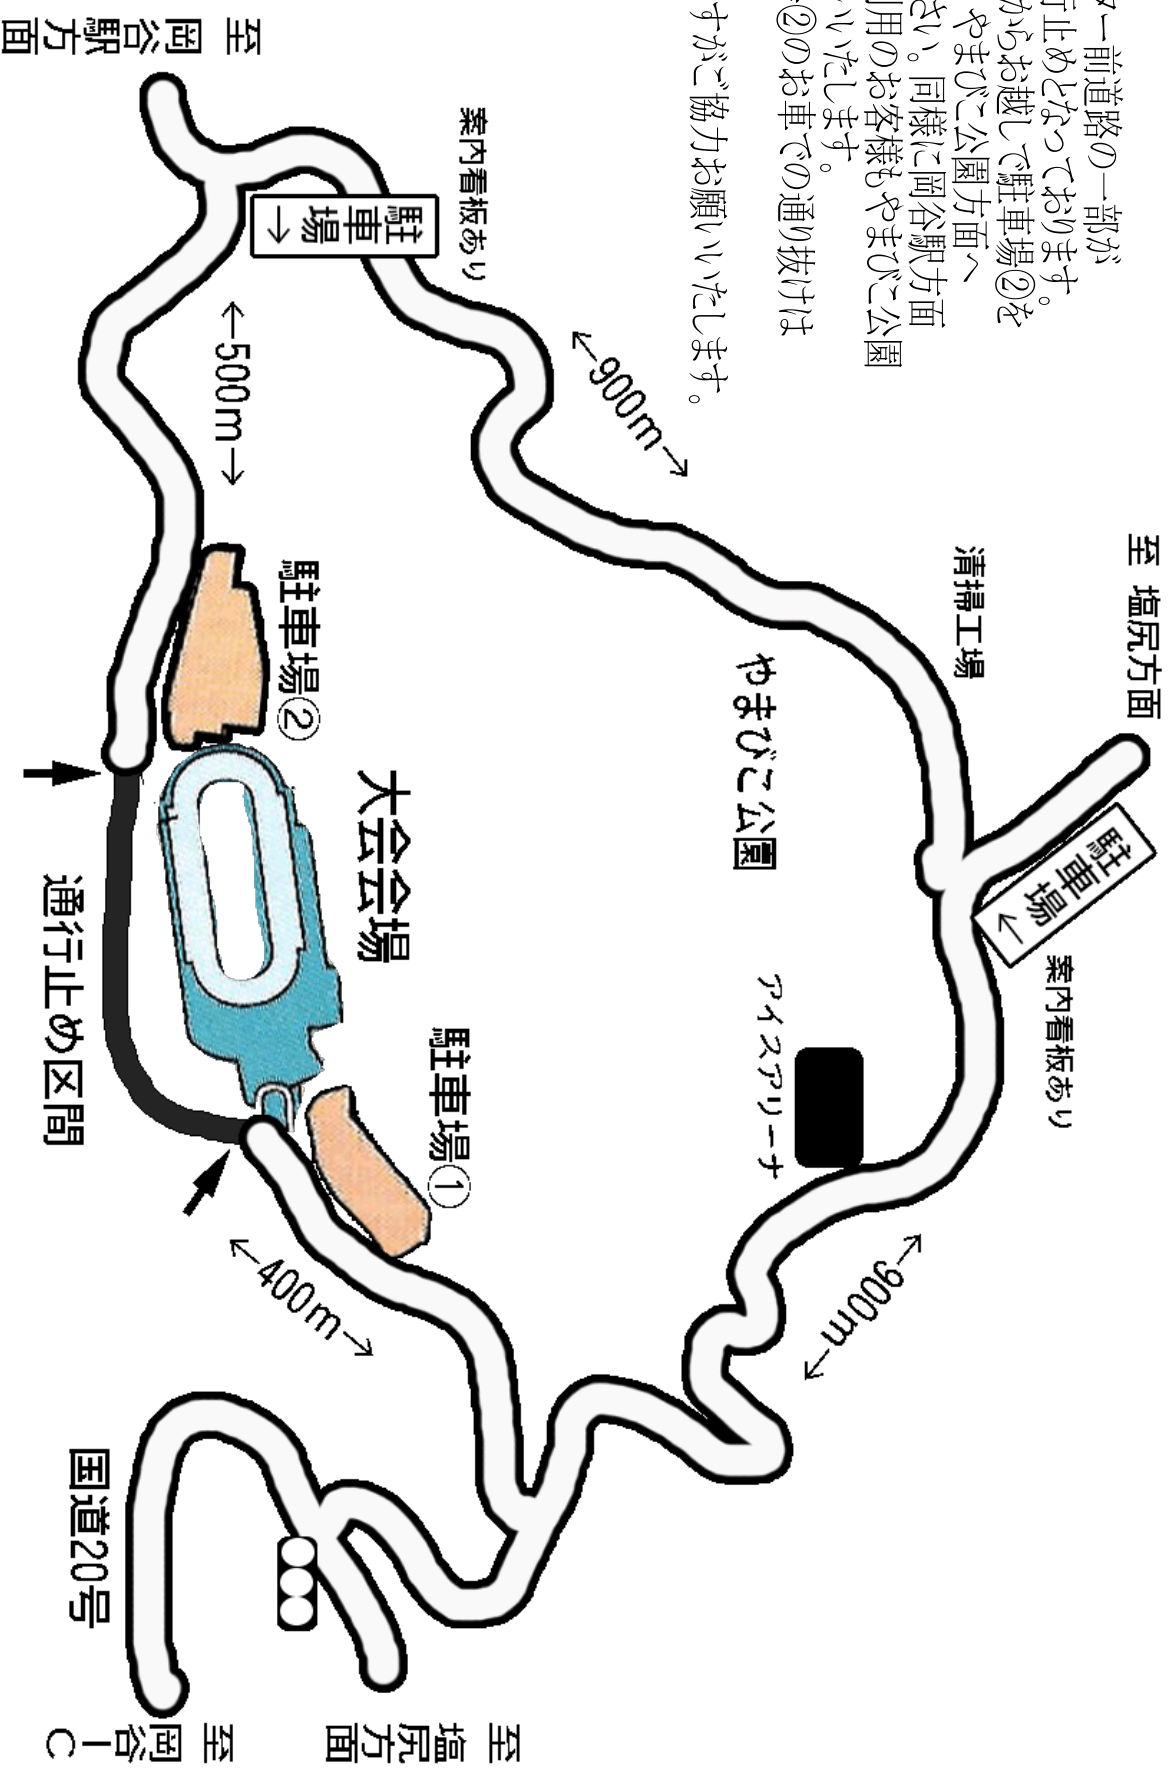 ター前道路の一部が
行止めとなっております。
からお越しで駐車場②を
やまびこ公園方面へ
さい。同様に岡谷駅方面
利用のお客様もやまびこ公園
いいたします。
②のお車での通り抜けは
すがご協力お願いいたします。
至 塩尻方面
清掃工場
駐車場
←
案内看板あり
やまびこ公園
アイスアリーナ
←900m→
←900m→
案内看板あり
駐車場
→
至 岡谷駅方面
←500m→
駐車場②
大会会場
駐車場①
通行止め区間
←400m→
国道20号
至 塩尻方面
至 岡谷IC